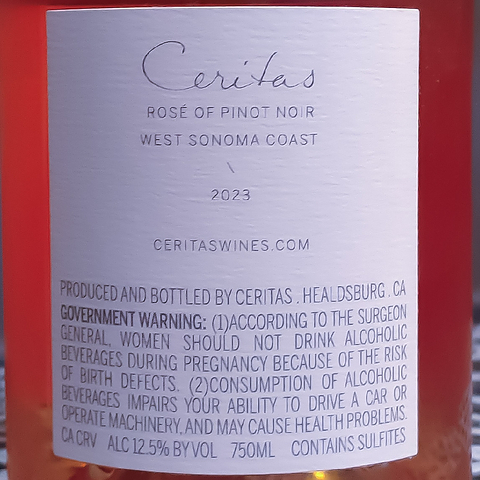 Ceritas
ROSÉ OF PINOT NOIR
WEST SONOMA COAST
\
2023
CERITASWINES.COM
PRODUCED AND BOTTLED BY CERITAS . HEALDSBURG . CA
GOVERNMENT WARNING: (1)ACCORDING TO THE SURGEON
GENERAL, WOMEN SHOULD NOT DRINK ALCOHOLIC
BEVERAGES DURING PREGNANCY BECAUSE OF THE RISK
OF BIRTH DEFECTS. (2)CONSUMPTION OF ALCOHOLIC
BEVERAGES IMPAIRS YOUR ABILITY TO DRIVE A CAR OR
OPERATE MACHINERY, AND MAY CAUSE HEALTH PROBLEMS.
CA CRV ALC 12.5% BY VOL 750ML CONTAINS SULFITES